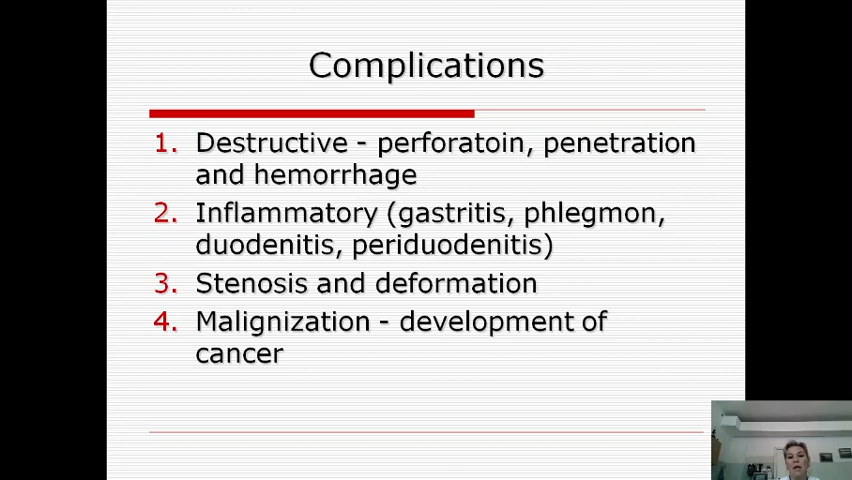 Complications
1. Destructive - perforatoin, penetration
and hemorrhage
2. Inflammatory (gastritis, phlegmon,
duodenitis, periduodenitis)
3. Stenosis and deformation
4. Malignization - development of
cancer